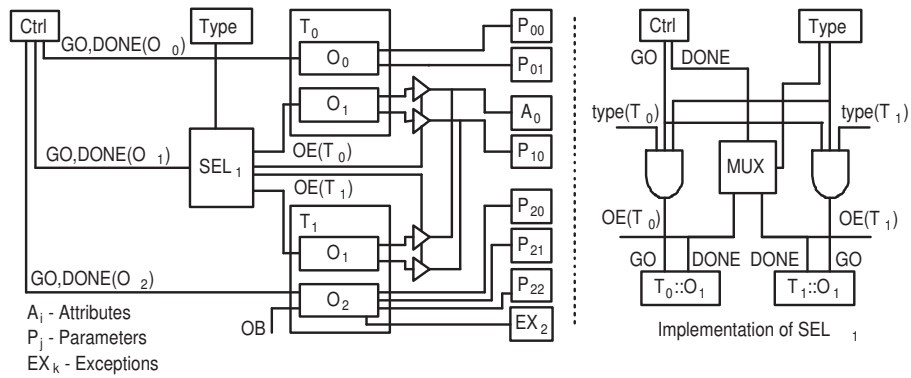 Ctrl
Type
T0
O0
O1
P00
P01
A0
P10
GO,DONE(O 0)
GO,DONE(O 1)
SEL1
OE(T0)
OE(T1)
T1
O1
O2
P20
P21
P22
EX2
GO,DONE(O 2)
OB
Ai - Attributes
Pj - Parameters
EXk - Exceptions
Ctrl
Type
GO
DONE
type(T 0)
type(T 1)
MUX
OE(T0)
OE(T1)
GO
DONE
DONE
GO
T0::O1
T1::O1
Implementation of SEL 1